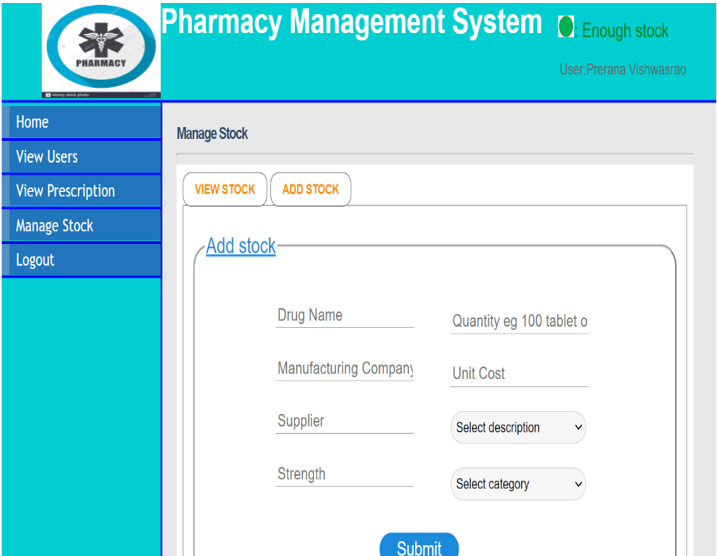 Pharmacy Management System
: Enough stock
PHARMACY
User:Prerana Vishwasrao
alamy stock photo
Home
View Users
View Prescription
Manage Stock
Logout
Manage Stock
VIEW STOCK
ADD STOCK
Add stock
Drug Name
Quantity eg 100 tablet o
Manufacturing Company
Unit Cost
Supplier
Select description
Strength
Select category
Submit